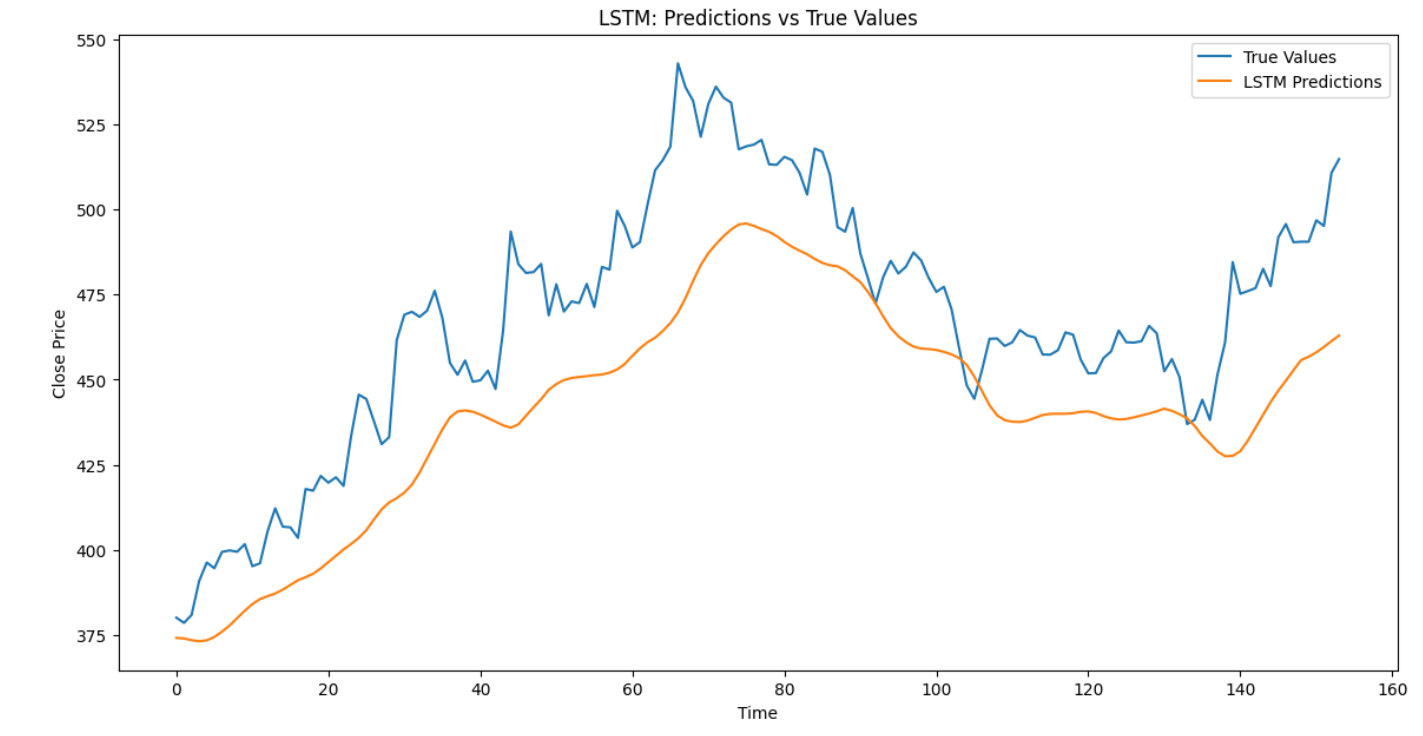 LSTM: Predictions vs True Values
True Values
LSTM Predictions
Close Price
550
525
500
475
450
425
400
375
0 20 40 60 80 100 120 140 160
Time